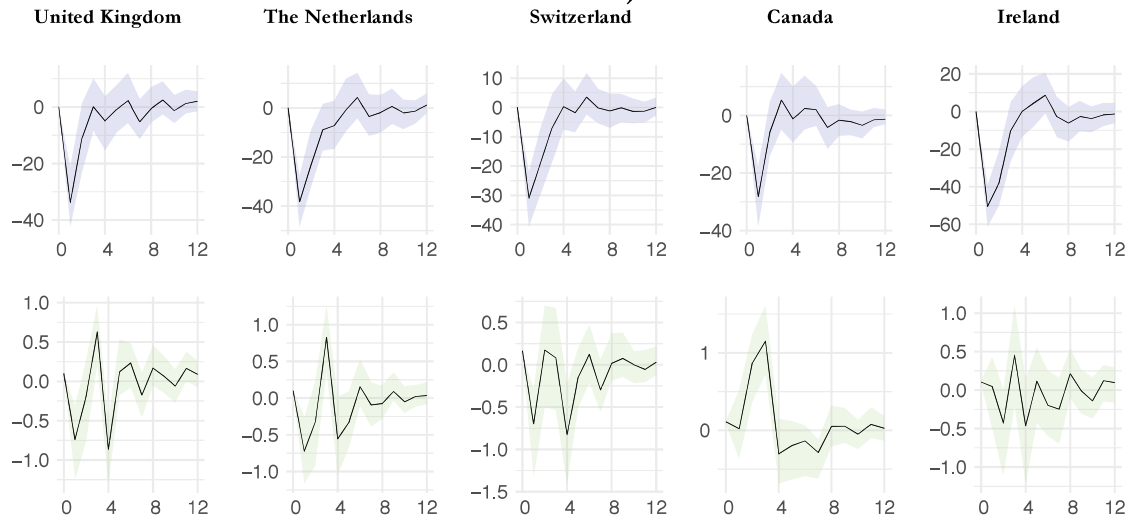 United Kingdom The Netherlands Switzerland Canada Ireland
0 0 10 0 20
−20 −20 0 −20 0
−40 −40 −10 −40 −20
−20 −40
−30 −60
−40
0 4 8 12 0 4 8 12 0 4 8 12 0 4 8 12 0 4 8 12
1.0 1.0 0.5 1 1.0
0.5 0.5 0.0 0 0.5
0.0 0.0 −0.5 0.0
−0.5 −0.5 −1.0 −0.5
−1.0 −1.0 −1.5 −1.0
0 4 8 12 0 4 8 12 0 4 8 12 0 4 8 12 0 4 8 12